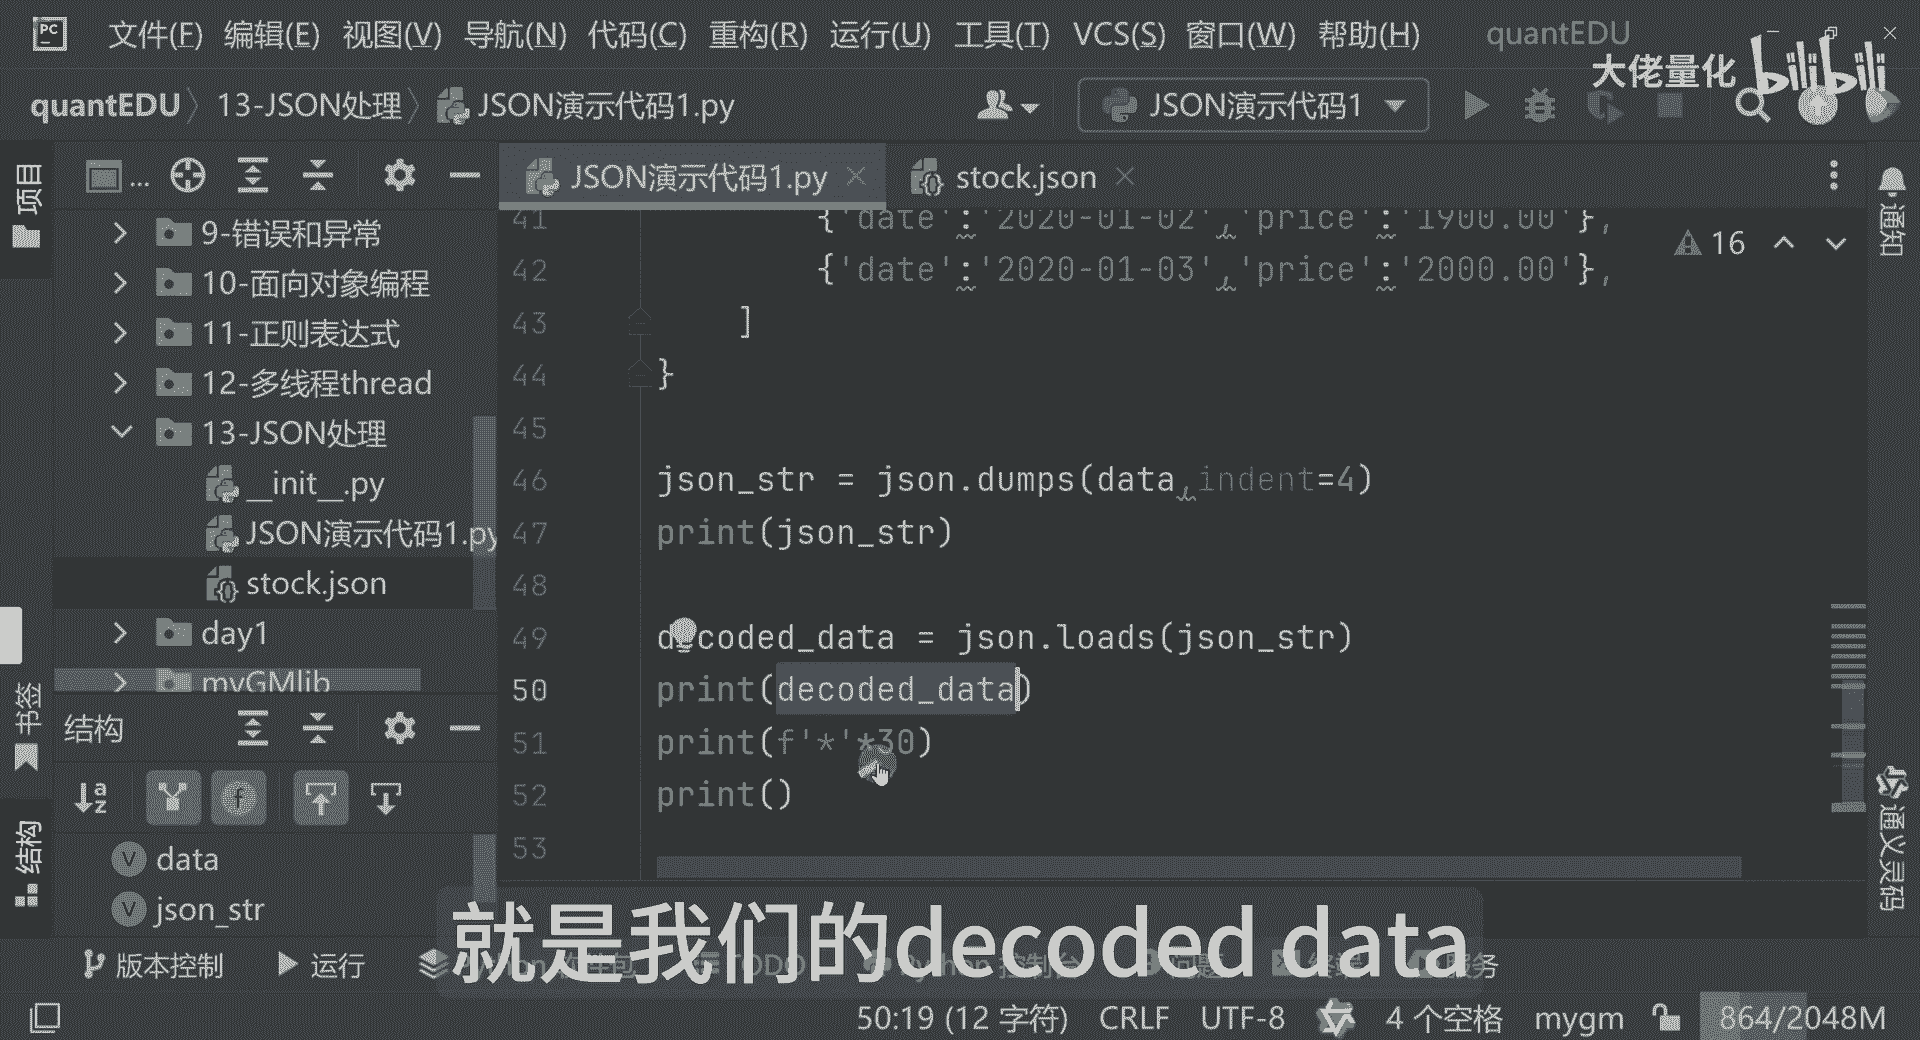 文件(F) 编辑(E) 视图(V) 导航(N) 代码(C) 重构(R) 运行(U) 工具(T) VCS(S) 窗口(W) 帮助(H) quantEDU
大佬量化 bilibili
quantEDU 13-JSON处理 JSON演示代码1.py JSON演示代码1
项目
...
JSON演示代码1.py
stock.json
通知
9-错误和异常
10-面向对象编程
11-正则表达式
12-多线程thread
13-JSON处理
__init__.py
JSON演示代码1.py
stock.json
day1
myGMlib
16
41 {'date':'2020-01-02','price':'1900.00'},
42 {'date':'2020-01-03','price':'2000.00'},
43 ]
44 }
45
46 json_str = json.dumps(data,indent=4)
47 print(json_str)
48
49 decoded_data = json.loads(json_str)
50 print(decoded_data)
51 print(f'*'*30)
52 print()
53
书签
结构
结构
data
json_str
通义灵码
就是我们的decoded data
版本控制 运行 TODO 服务
50:19 (12 字符) CRLF UTF-8 4 个空格 mygm 864/2048M